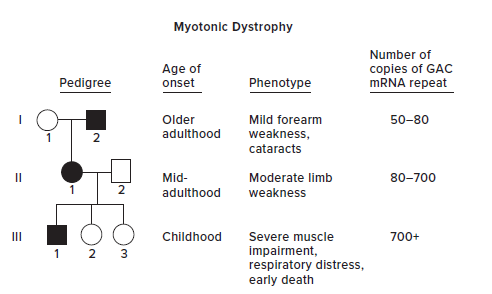 Myotonic Dystrophy
Pedigree
Age of
onset
Phenotype
Number of
copies of GAC
mRNA repeat
I
1
2
Older
adulthood
Mild forearm
weakness,
cataracts
50–80
II
1
2
Mid-
adulthood
Moderate limb
weakness
80–700
III
1
2
3
Childhood
Severe muscle
impairment,
respiratory distress,
early death
700+